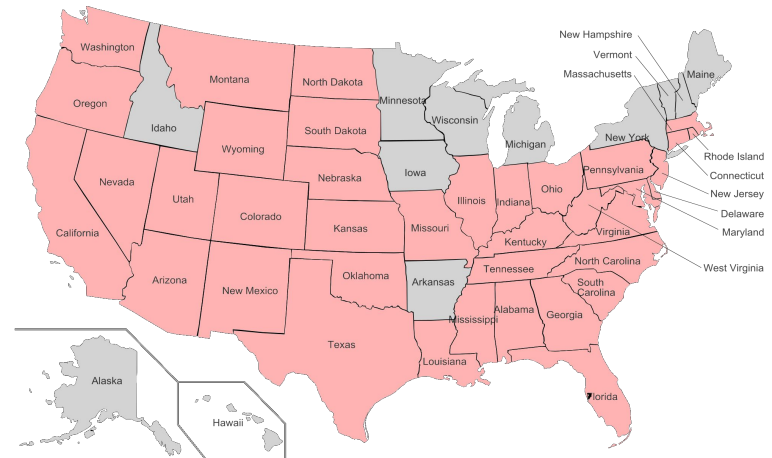 New Hampshire
Vermont
Massachusetts
Washington
Montana
North Dakota
Minnesota
Maine
Oregon
Idaho
South Dakota
Wisconsin
Michigan
New York
Wyoming
Rhode Island
Connecticut
New Jersey
Delaware
Maryland
West Virginia
Nevada
Utah
Colorado
Nebraska
Iowa
Illinois
Indiana
Ohio
Pennsylvania
California
Kansas
Missouri
Kentucky
Virginia
Arizona
New Mexico
Oklahoma
Arkansas
Tennessee
North Carolina
South
Carolina
Texas
Louisiana
Mississippi
Alabama
Georgia
Florida
Alaska
Hawaii